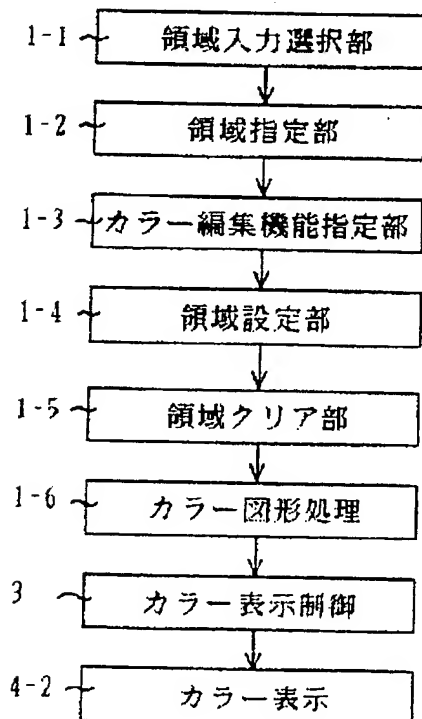 1-1 領域入力選択部
1-2 領域指定部
1-3 カラー編集機能指定部
1-4 領域設定部
1-5 領域クリア部
1-6 カラー図形処理
3 カラー表示制御
4-2 カラー表示